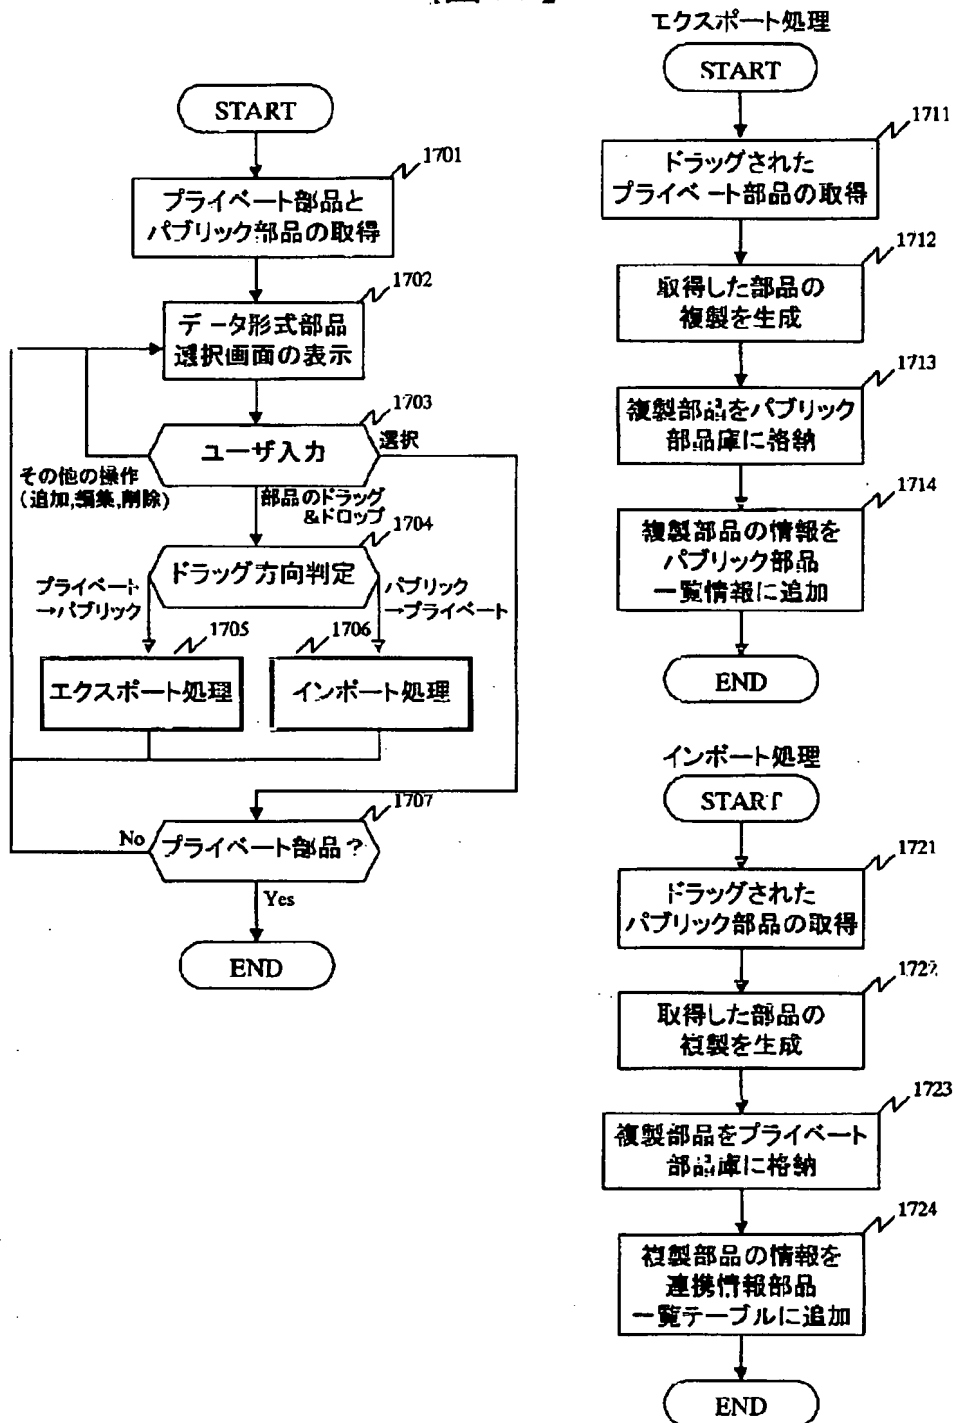 START
1701
プライベート部品と
パブリック部品の取得
1702
データ形式部品
選択画面の表示
1703
ユーザ入力
選択
その他の操作
(追加,編集,削除)
部品のドラッグ
&ドロップ
1704
ドラッグ方向判定
プライベート
→パブリック
パブリック
→プライベート
1705
エクスポート処理
1706
インポート処理
1707
プライベート部品?
No
Yes
END
エクスポート処理
START
1711
ドラッグされた
プライベート部品の取得
1712
取得した部品の
複製を生成
1713
複製部品をパブリック
部品庫に格納
1714
複製部品の情報を
パブリック部品
一覧情報に追加
END
インポート処理
START
1721
ドラッグされた
パブリック部品の取得
1722
取得した部品の
複製を生成
1723
複製部品をプライベート
部品庫に格納
1724
複製部品の情報を
連携情報部品
一覧テーブルに追加
END